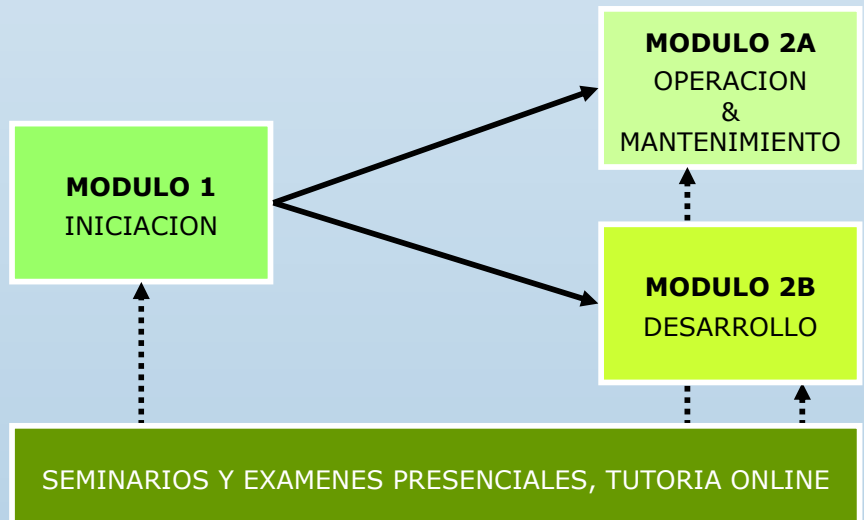 MODULO 1
INICIACION
MODULO 2A
OPERACION
&
MANTENIMIENTO
MODULO 2B
DESARROLLO
SEMINARIOS Y EXAMENES PRESENCIALES, TUTORIA ONLINE